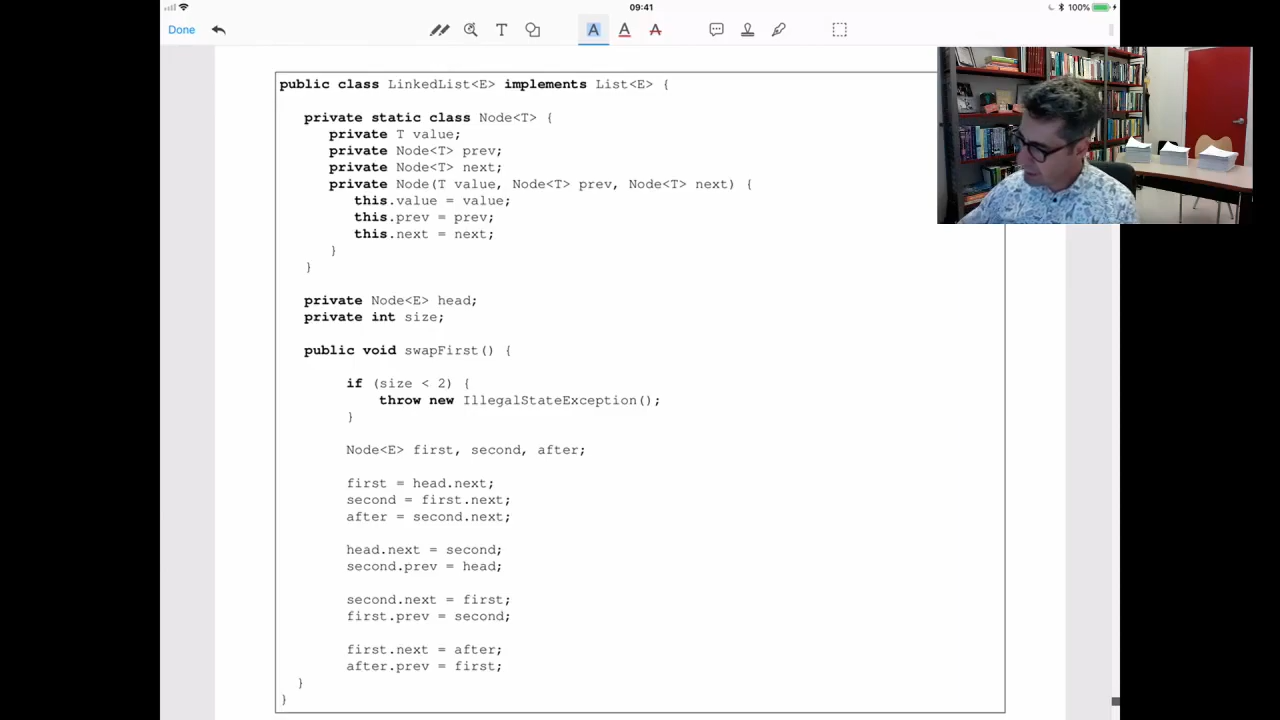 09:41
100%
Done
T
A A A
public class LinkedList<E> implements List<E> {
private static class Node<T> {
private T value;
private Node<T> prev;
private Node<T> next;
private Node(T value, Node<T> prev, Node<T> next) {
this.value = value;
this.prev = prev;
this.next = next;
}
}
private Node<E> head;
private int size;
public void swapFirst() {
if (size < 2) {
throw new IllegalStateException();
}
Node<E> first, second, after;
first = head.next;
second = first.next;
after = second.next;
head.next = second;
second.prev = head;
second.next = first;
first.prev = second;
first.next = after;
after.prev = first;
}
}